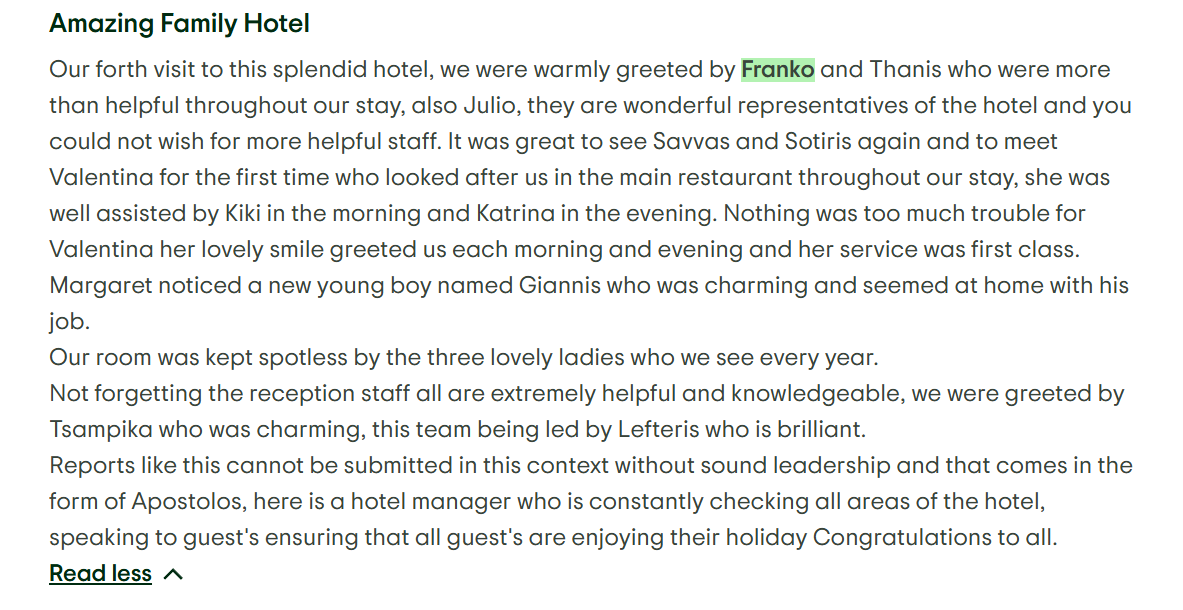 Amazing Family Hotel
Our forth visit to this splendid hotel, we were warmly greeted by Franko and Thanis who were more
than helpful throughout our stay, also Julio, they are wonderful representatives of the hotel and you
could not wish for more helpful staff. It was great to see Savvas and Sotiris again and to meet
Valentina for the first time who looked after us in the main restaurant throughout our stay, she was
well assisted by Kiki in the morning and Katrina in the evening. Nothing was too much trouble for
Valentina her lovely smile greeted us each morning and evening and her service was first class.
Margaret noticed a new young boy named Giannis who was charming and seemed at home with his
job.
Our room was kept spotless by the three lovely ladies who we see every year.
Not forgetting the reception staff all are extremely helpful and knowledgeable, we were greeted by
Tsampika who was charming, this team being led by Lefteris who is brilliant.
Reports like this cannot be submitted in this context without sound leadership and that comes in the
form of Apostolos, here is a hotel manager who is constantly checking all areas of the hotel,
speaking to guest's ensuring that all guest's are enjoying their holiday Congratulations to all.
Read less